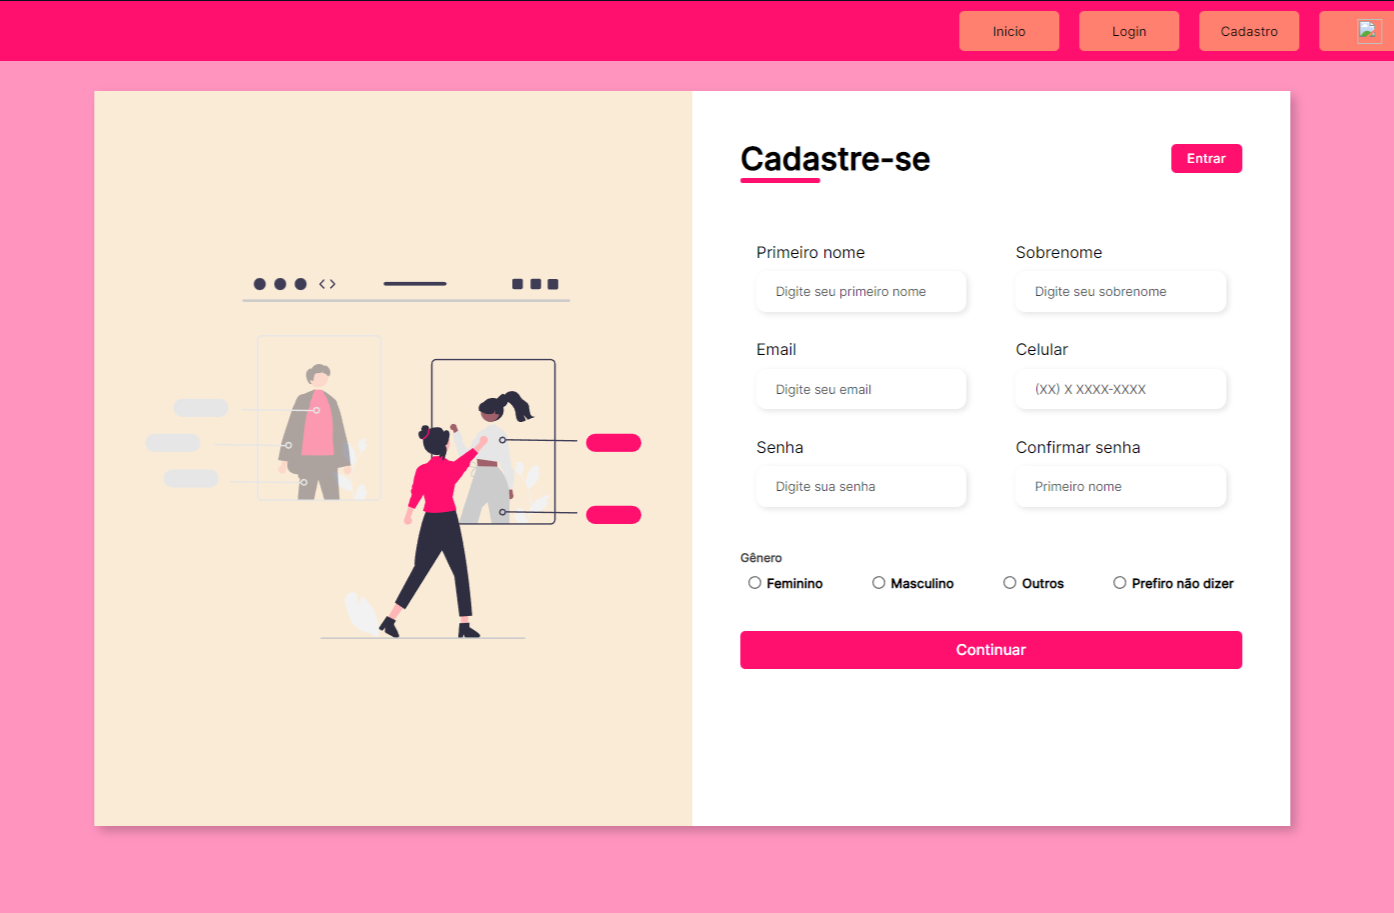 Inicio
Login
Cadastro
Cadastre-se
Entrar
Primeiro nome
Sobrenome
Digite seu primeiro nome
Digite seu sobrenome
Email
Celular
Digite seu email
(XX) X XXXX-XXXX
Senha
Confirmar senha
Digite sua senha
Primeiro nome
Gênero
Feminino
Masculino
Outros
Prefiro não dizer
Continuar